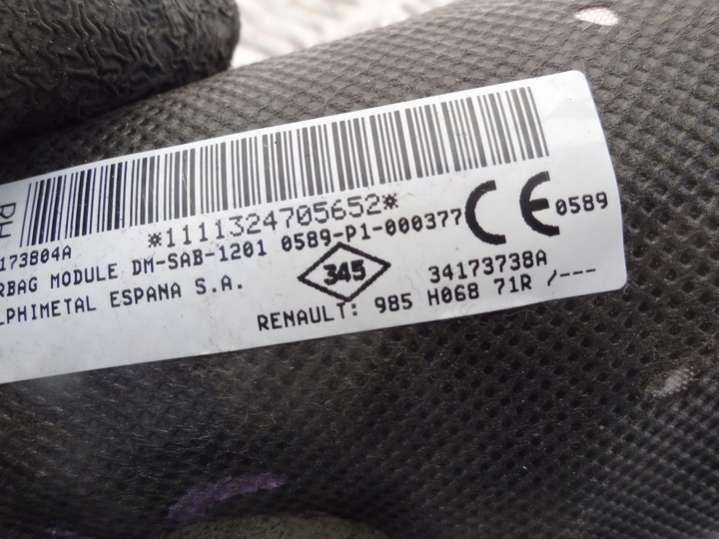 RH
*1111324705652*
173804A
RBAG MODULE DM-SAB-1201 0589-P1-000377
CE 0589
LPHIMETAL ESPANA S.A.
345
34173738A
RENAULT: 985 H068 71R /---